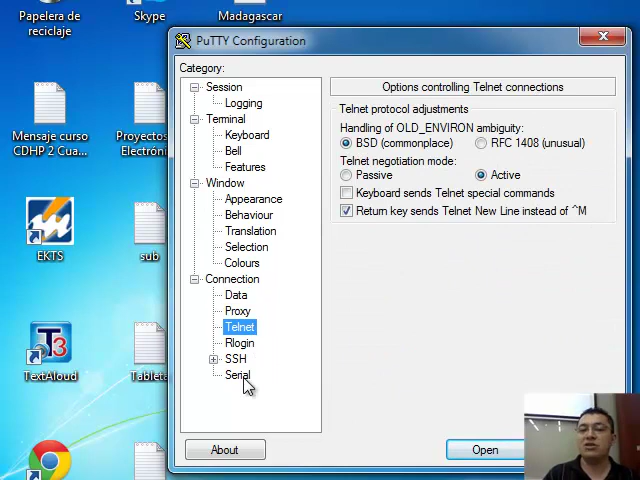 Papelera de
reciclaje
Skype
Madagascar
Mensaje curso
CDHP 2 Cua...
Proyectos
Electróni
EKTS
sub
T3
TextAloud
Tableta
PuTTY Configuration
Category:
Session
Logging
Terminal
Keyboard
Bell
Features
Window
Appearance
Behaviour
Translation
Selection
Colours
Connection
Data
Proxy
Telnet
Rlogin
SSH
Serial
Options controlling Telnet connections
Telnet protocol adjustments
Handling of OLD_ENVIRON ambiguity:
BSD (commonplace)
RFC 1408 (unusual)
Telnet negotiation mode:
Passive
Active
Keyboard sends Telnet special commands
Return key sends Telnet New Line instead of ^M
About
Open